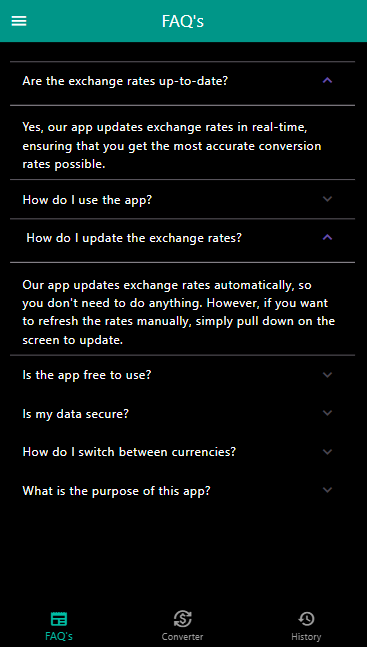 FAQ's
Are the exchange rates up-to-date?
Yes, our app updates exchange rates in real-time,
ensuring that you get the most accurate conversion
rates possible.
How do I use the app?
How do I update the exchange rates?
Our app updates exchange rates automatically, so
you don't need to do anything. However, if you want
to refresh the rates manually, simply pull down on the
screen to update.
Is the app free to use?
Is my data secure?
How do I switch between currencies?
What is the purpose of this app?
FAQ's
Converter
History